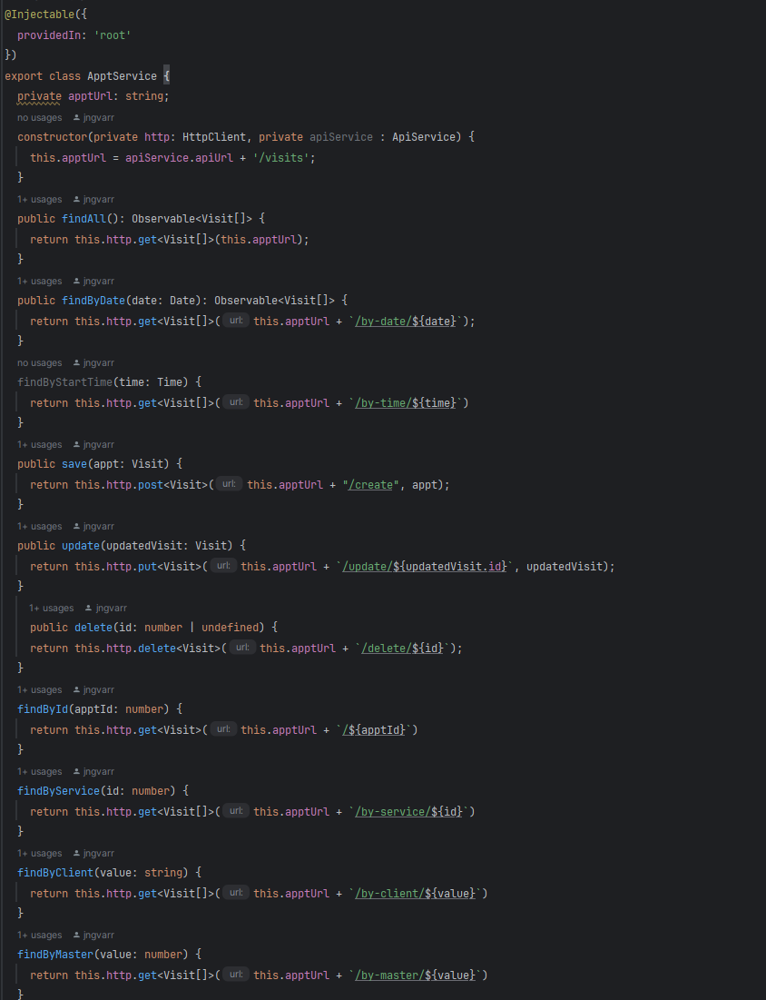 @Injectable({
  providedIn: 'root'
})
export class ApptService {
  private apptUrl: string;
  no usages   jngvarr
  constructor(private http: HttpClient, private apiService : ApiService) {
    this.apptUrl = apiService.apiUrl + '/visits';
  }
  1+ usages   jngvarr
  public findAll(): Observable<Visit[]> {
    return this.http.get<Visit[]>(this.apptUrl);
  }
  1+ usages   jngvarr
  public findByDate(date: Date): Observable<Visit[]> {
    return this.http.get<Visit[]>( url: this.apptUrl + `/by-date/${date}`);
  }
  no usages   jngvarr
  findByStartTime(time: Time) {
    return this.http.get<Visit[]>( url: this.apptUrl + `/by-time/${time}`)
  }
  1+ usages   jngvarr
  public save(appt: Visit) {
    return this.http.post<Visit>( url: this.apptUrl + "/create", appt);
  }
  1+ usages   jngvarr
  public update(updatedVisit: Visit) {
    return this.http.put<Visit>( url: this.apptUrl + `/update/${updatedVisit.id}`, updatedVisit);
  }
    1+ usages   jngvarr
    public delete(id: number | undefined) {
    return this.http.delete<Visit>( url: this.apptUrl + `/delete/${id}`);
  }
  1+ usages   jngvarr
  findById(apptId: number) {
    return this.http.get<Visit>( url: this.apptUrl + `/${apptId}`)
  }
  1+ usages   jngvarr
  findByService(id: number) {
    return this.http.get<Visit[]>( url: this.apptUrl + `/by-service/${id}`)
  }
  1+ usages   jngvarr
  findByClient(value: string) {
    return this.http.get<Visit[]>( url: this.apptUrl + `/by-client/${value}`)
  }
  1+ usages   jngvarr
  findByMaster(value: number) {
    return this.http.get<Visit[]>( url: this.apptUrl + `/by-master/${value}`)
  }